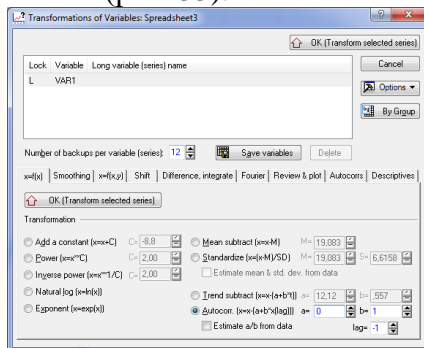 Transformations of Variables: Spreadsheet3
OK (Transform selected series)
Lock Variable Long variable (series) name
Cancel
L VAR1
Options
By Group
Number of backups per variable (series): 12 Save variables Delete
x=f(x) Smoothing x=f(x,y) Shift Difference, integrate Fourier Review & plot Autocorrs Descriptives
OK (Transform selected series)
Transformation
Add a constant (x=x+C) C= -8,8 Mean subtract (x=x-M) M= 19,083
Power (x=x^C) C= 2,00 Standardize (x=(x-M)/SD) M= 19,083 S= 6,6158
Inverse power (x=x^1/C) C= 2,00 Estimate mean & std. dev. from data
Natural log (x=ln(x)) Trend subtract (x=x-(a+b*t)) a= 12,12 b= ,557
Exponent (x=exp(x)) Autocorr. (x=x-(a+b*x(lag))) a= 0 b= 1
Estimate a/b from data lag= -1